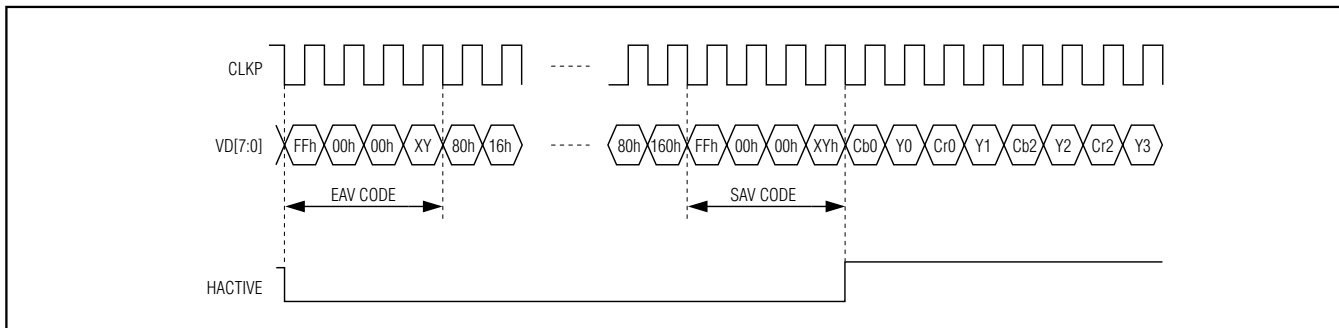 CLKP
VD[7:0] FFh 00h 00h XY 80h 16h 80h 160h FFh 00h 00h XYh Cb0 Y0 Cr0 Y1 Cb2 Y2 Cr2 Y3
EAV CODE SAV CODE
HACTIVE